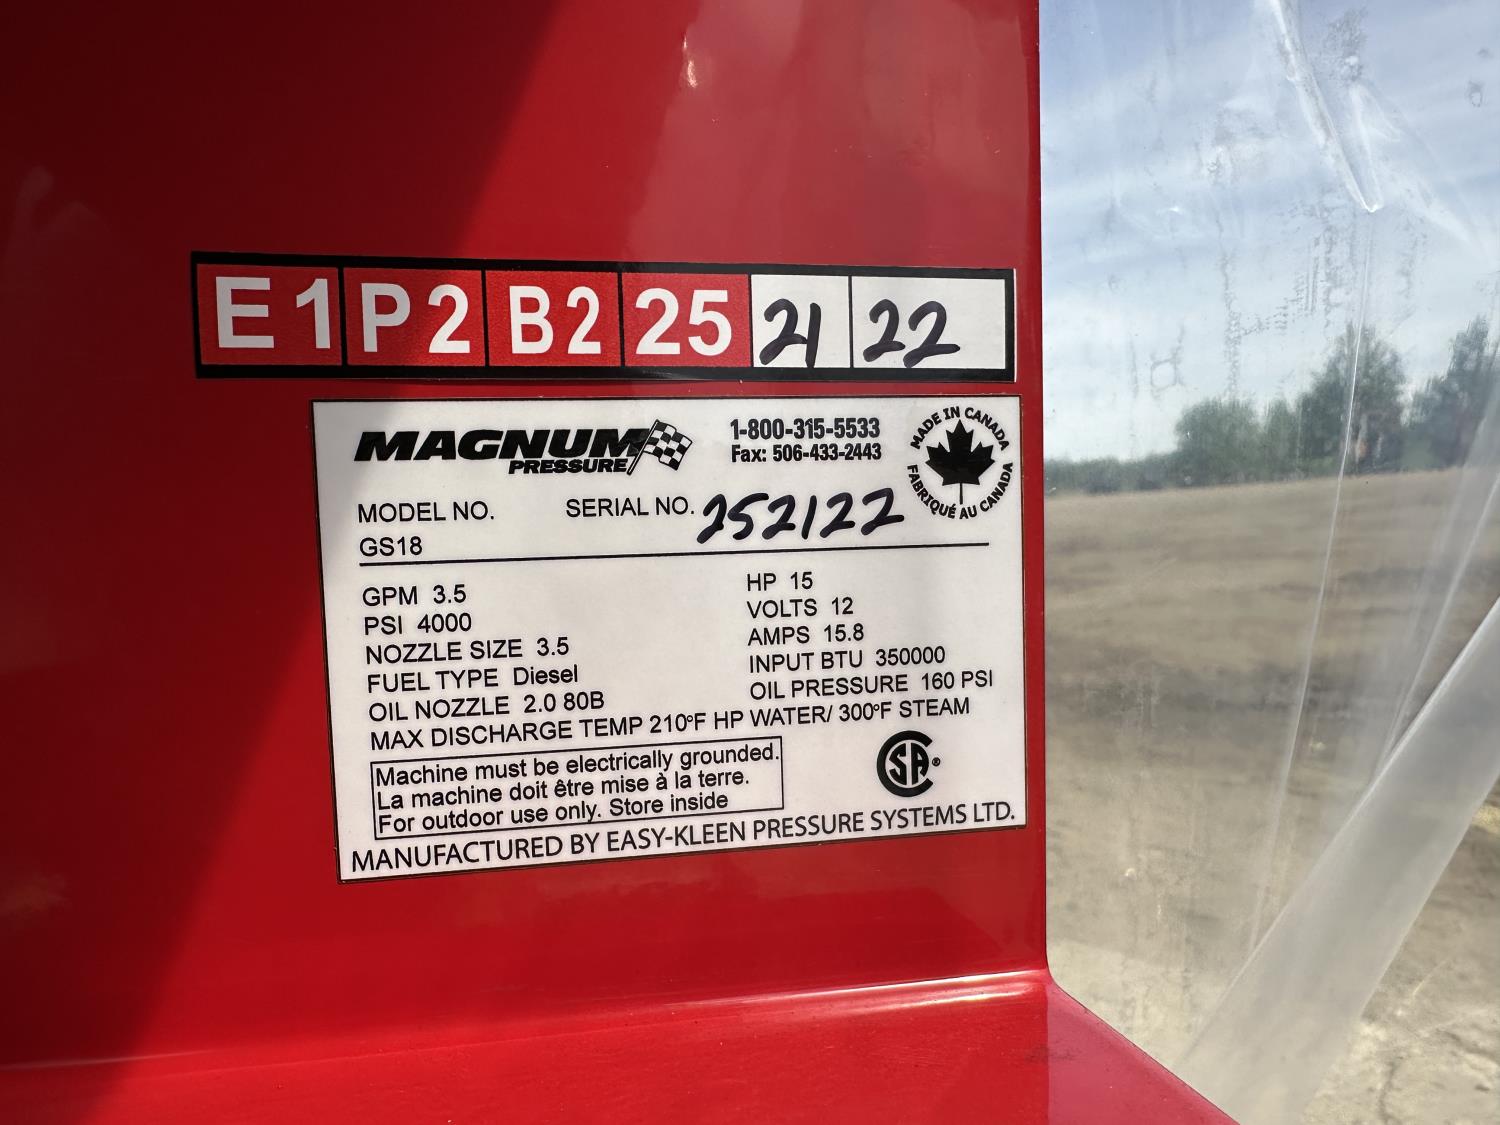 E1 P2 B2 25 21 22
MAGNUM
PRESSURE
1-800-315-5533
Fax: 506-433-2443
MADE IN CANADA
FABRIQUÉ AU CANADA
MODEL NO.
GS18
SERIAL NO. 252122
GPM 3.5
PSI 4000
NOZZLE SIZE 3.5
FUEL TYPE Diesel
OIL NOZZLE 2.0 80B
HP 15
VOLTS 12
AMPS 15.8
INPUT BTU 350000
OIL PRESSURE 160 PSI
MAX DISCHARGE TEMP 210°F HP WATER/ 300°F STEAM
Machine must be electrically grounded.
La machine doit être mise à la terre.
For outdoor use only. Store inside
CSA®
MANUFACTURED BY EASY-KLEEN PRESSURE SYSTEMS LTD.